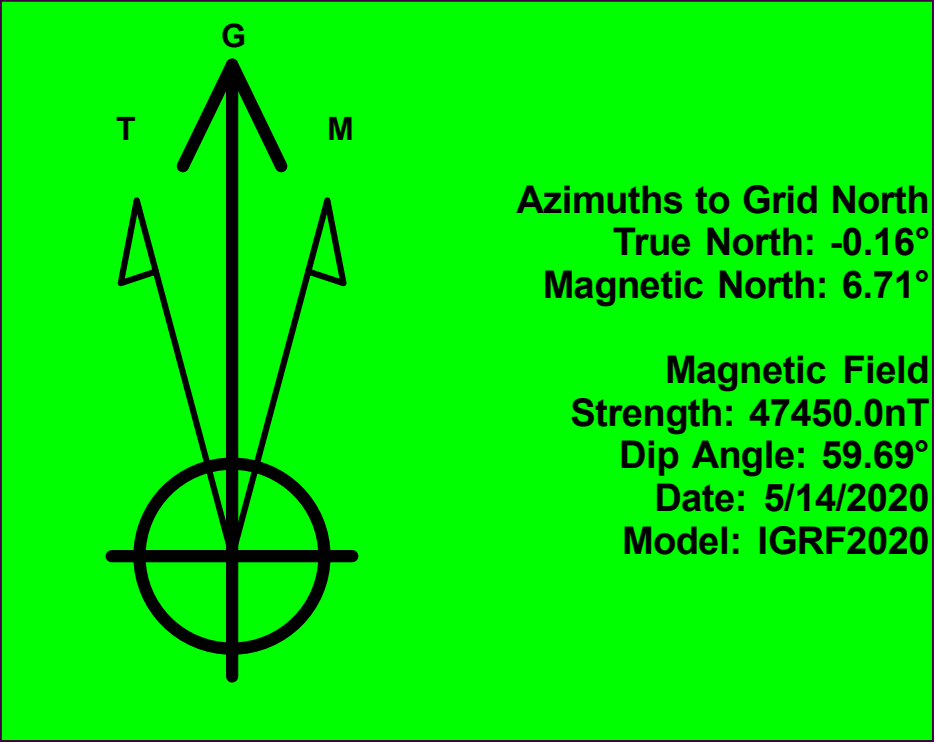 G
T
M
Azimuths to Grid North
True North: -0.16°
Magnetic North: 6.71°
Magnetic Field
Strength: 47450.0nT
Dip Angle: 59.69°
Date: 5/14/2020
Model: IGRF2020